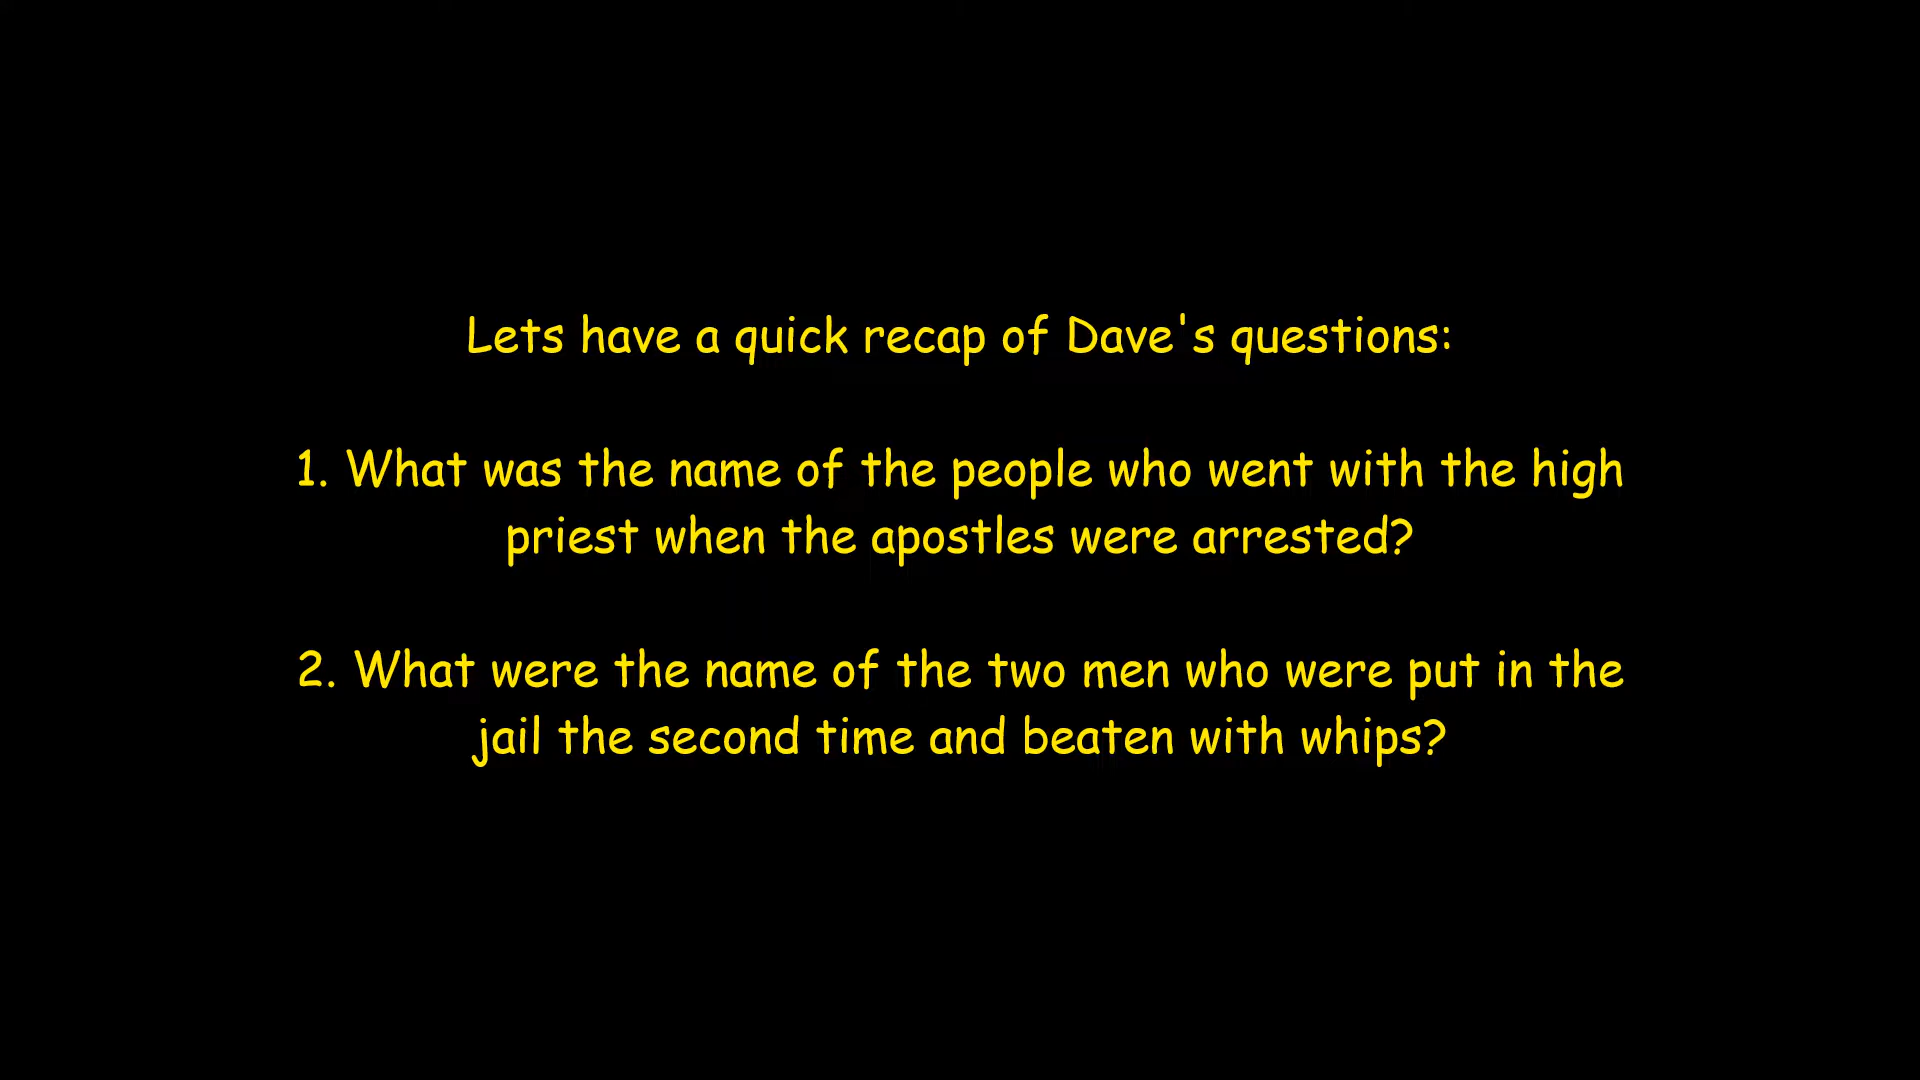 Lets have a quick recap of Dave's questions:
1. What was the name of the people who went with the high
priest when the apostles were arrested?
2. What were the name of the two men who were put in the
jail the second time and beaten with whips?